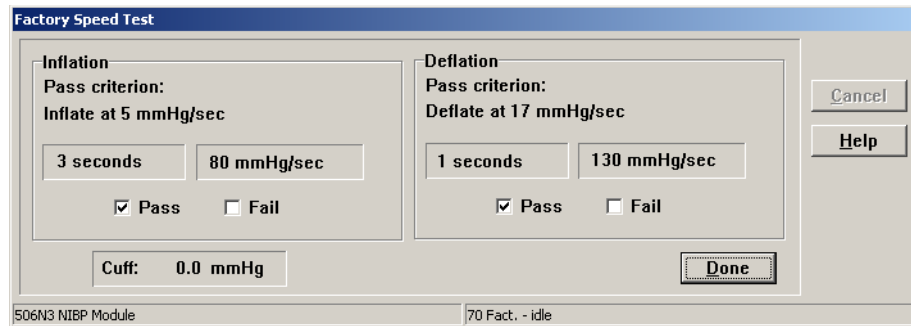 Factory Speed Test
Inflation
Pass criterion:
Inflate at 5 mmHg/sec
3 seconds
80 mmHg/sec
Pass
Fail
Deflation
Pass criterion:
Deflate at 17 mmHg/sec
1 seconds
130 mmHg/sec
Pass
Fail
Cancel
Help
Cuff: 0.0 mmHg
Done
506N3 NIBP Module
70 Fact. - idle